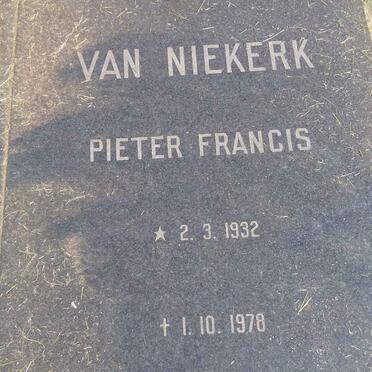 VAN NIEKERK
PIETER FRANCIS
★ 2. 3. 1932
✝ 1. 10. 1978